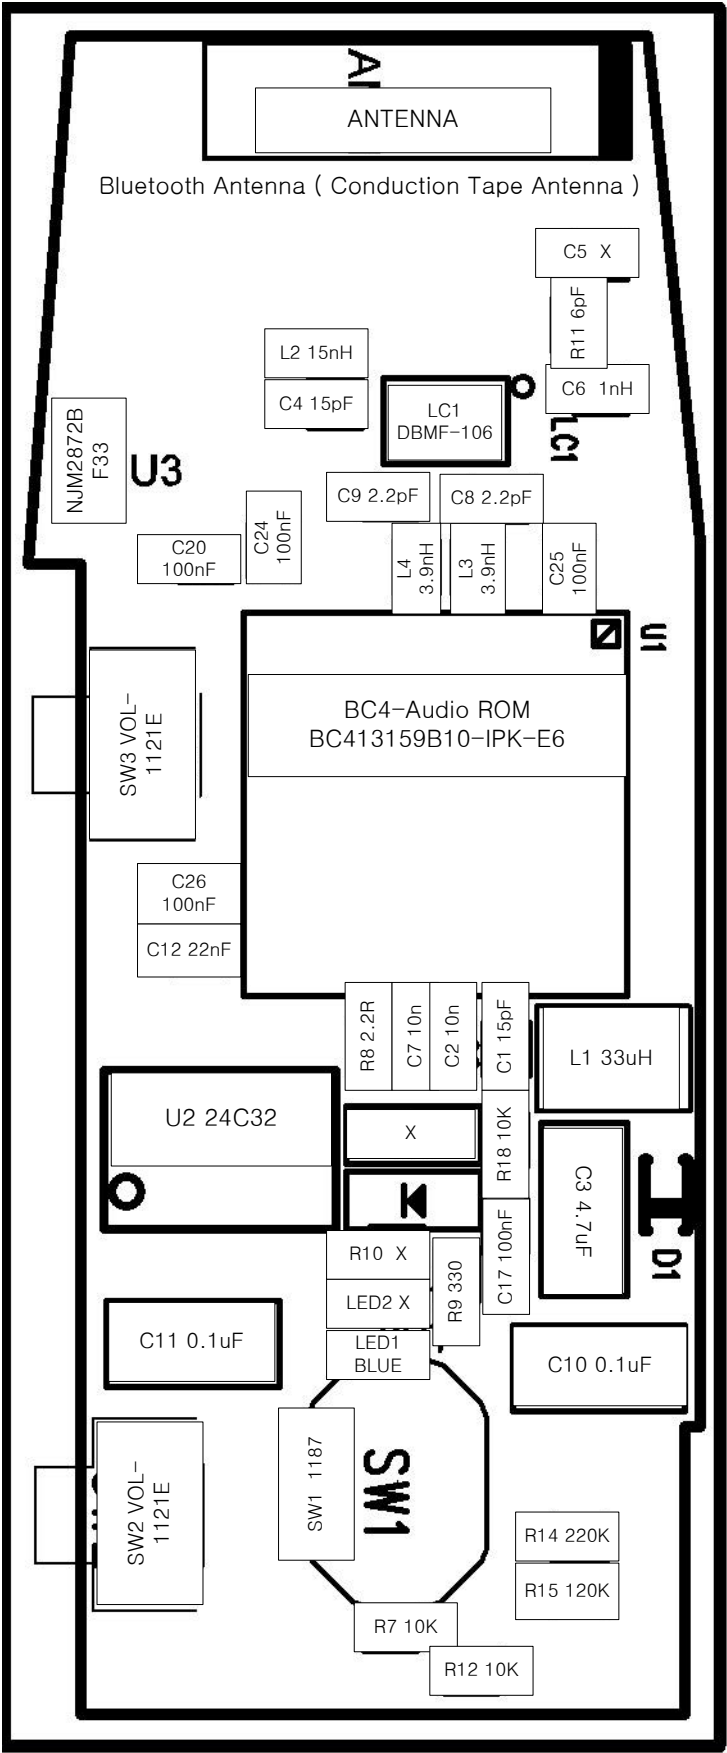 ANTENNA
Bluetooth Antenna ( Conduction Tape Antenna )
C5 X
R11 6pF
L2 15nH
C4 15pF
C6 1nH
LC1
DBMF-106
LC1
NJM2872B
F33
U3
C9 2.2pF
C8 2.2pF
C24
100nF
C20
100nF
L4
3.9nH
L3
3.9nH
C25
100nF
U1
BC4-Audio ROM
BC413159B10-IPK-E6
SW3 VOL-
1121E
C26
100nF
C12 22nF
R8 2.2R
C7 10n
C2 10n
C1 15pF
L1 33uH
U2 24C32
X
R18 10K
C3 4.7uF
D1
C17 100nF
R10 X
R9 330
LED2 X
LED1
BLUE
C11 0.1uF
C10 0.1uF
SW1 1187
SW1
SW2 VOL-
1121E
R14 220K
R15 120K
R7 10K
R12 10K